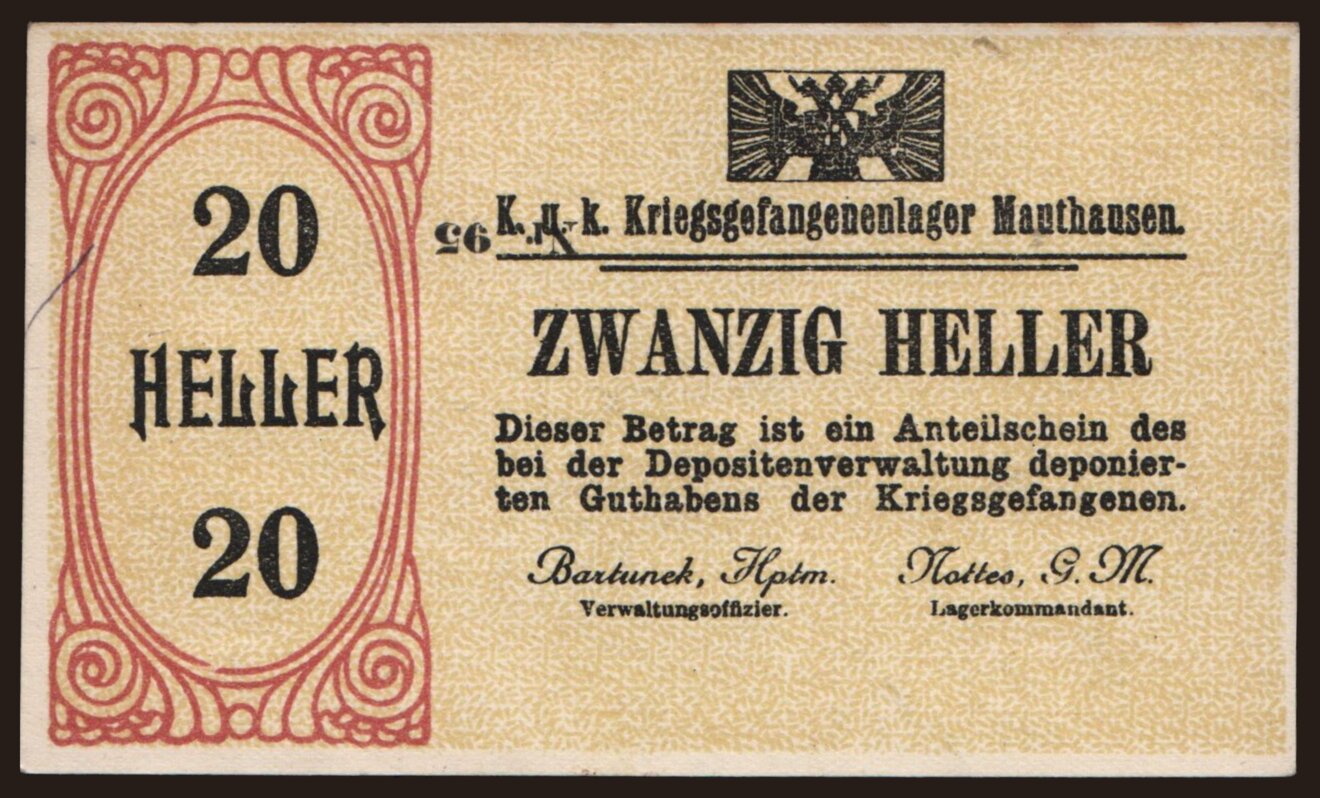 20
HELLER
20
K. u. k. Kriegsgefangenenlager Mauthausen.
ZWANZIG HELLER
Dieser Betrag ist ein Anteilschein des
bei der Depositenverwaltung deponier-
ten Guthabens der Kriegsgefangenen.
Bartunek, Hptm. Nottes, G. M.
Verwaltungsoffizier. Lagerkommandant.